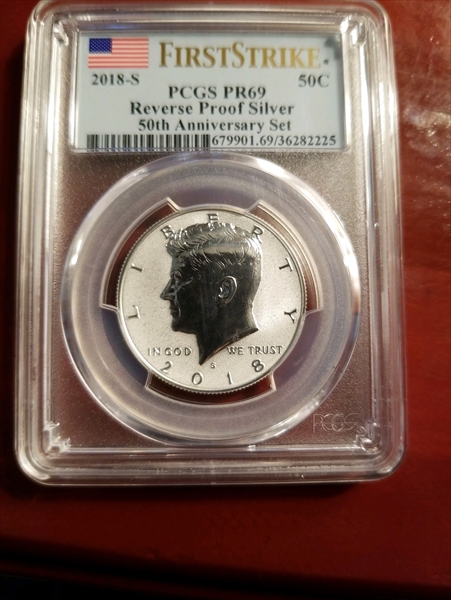 FIRSTSTRIKE
2018-S 50C
PCGS PR69
Reverse Proof Silver
50th Anniversary Set
679901.69/36282225
LIBERTY
IN GOD WE TRUST
S
2018
PCGS